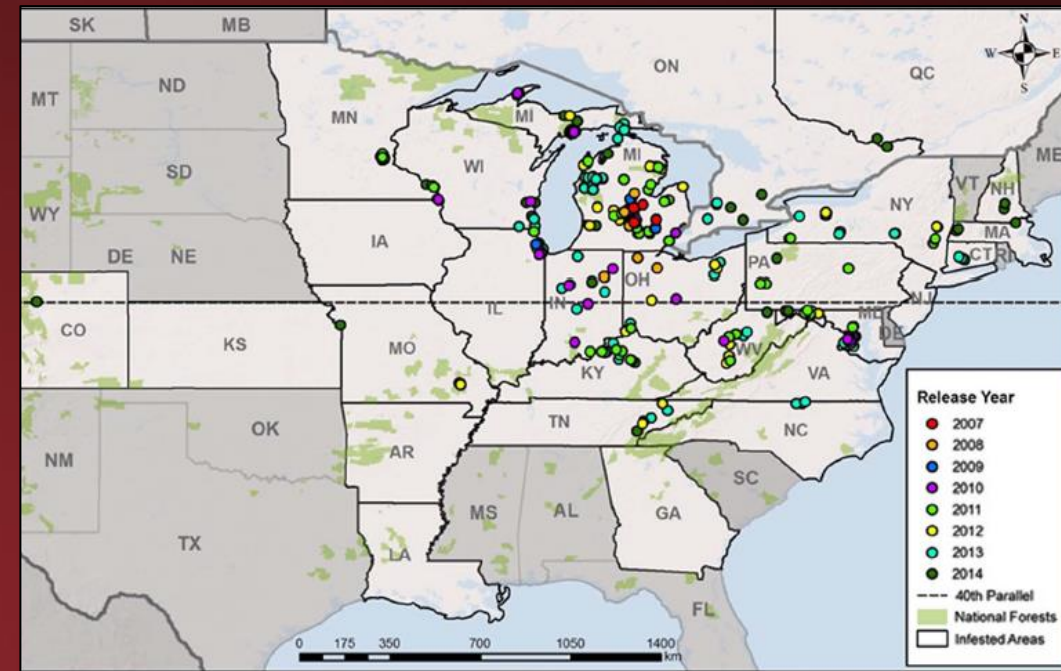 SK
MB
ON
QC
N
W
E
S
MT
ND
MN
MI
WI
MI
ME
VT
NH
SD
WY
NY
MA
CT
RI
IA
DE
NE
PA
OH
NJ
IL
IN
MD
DE
CO
KS
MO
WV
VA
KY
TN
NC
OK
AR
NM
SC
MS
AL
GA
TX
LA
FL
Release Year
2007
2008
2009
2010
2011
2012
2013
2014
40th Parallel
National Forests
Infested Areas
0 175 350 700 1050 1400
km